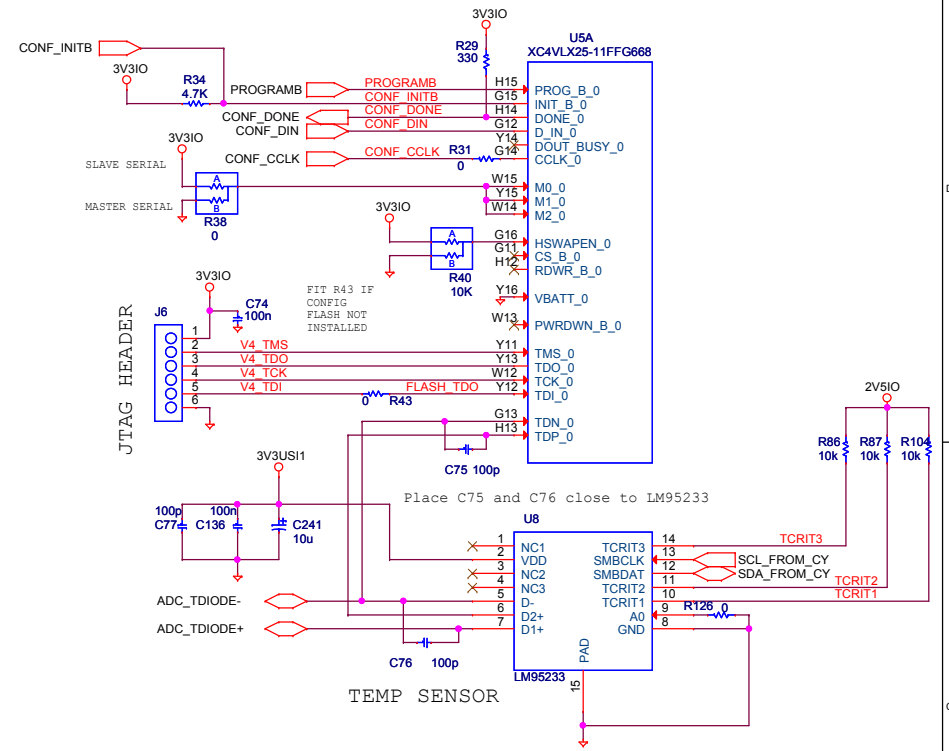 3V3IO
CONF_INITB
R29
330
U5A
XC4VLX25-11FFG668
3V3IO
R34
4.7K
PROGRAMB
PROGRAMB
H15
PROG_B_0
CONF_INITB
G15
INIT_B_0
CONF_DONE
CONF_DONE
H14
DONE_0
CONF_DIN
CONF_DIN
G12
D_IN_0
Y14
DOUT_BUSY_0
CONF_CCLK
CONF_CCLK
R31
0
G14
CCLK_0
3V3IO
SLAVE SERIAL
A
B
MASTER SERIAL
R38
0
W15
M0_0
Y15
M1_0
W14
M2_0
3V3IO
A
B
R40
10K
G16
HSWAPEN_0
G11
CS_B_0
H12
RDWR_B_0
Y16
VBATT_0
W13
PWRDWN_B_0
3V3IO
C74
100n
FIT R43 IF
CONFIG
FLASH NOT
INSTALLED
JTAG HEADER
J6
1
2
3
4
5
6
V4_TMS
Y11
TMS_0
V4_TDO
Y13
TDO_0
V4_TCK
W12
TCK_0
V4_TDI
0
R43
FLASH_TDO
Y12
TDI_0
G13
TDN_0
H13
TDP_0
C75 100p
2V5IO
R86
10k
R87
10k
R104
10k
3V3USI1
100p
C77
100n
C136
C241
10u
Place C75 and C76 close to LM95233
U8
1
NC1
2
VDD
3
NC2
4
NC3
5
D-
6
D2+
7
D1+
14
TCRIT3
TCRIT3
13
SMBCLK
SCL_FROM_CY
12
SMBDAT
SDA_FROM_CY
11
TCRIT2
TCRIT2
10
TCRIT1
TCRIT1
9
A0
R126 0
8
GND
ADC_TDIODE-
ADC_TDIODE+
C76 100p
PAD
15
LM95233
TEMP SENSOR